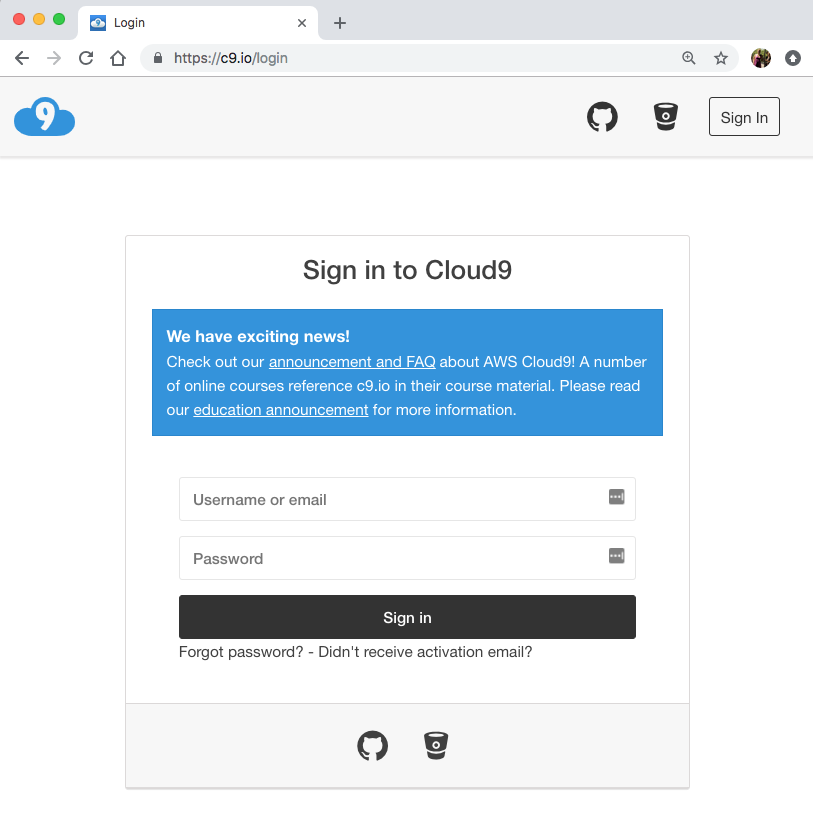 Login
https://c9.io/login
9
Sign In
Sign in to Cloud9
We have exciting news!
Check out our announcement and FAQ about AWS Cloud9! A number
of online courses reference c9.io in their course material. Please read
our education announcement for more information.
Username or email
Password
Sign in
Forgot password? - Didn't receive activation email?